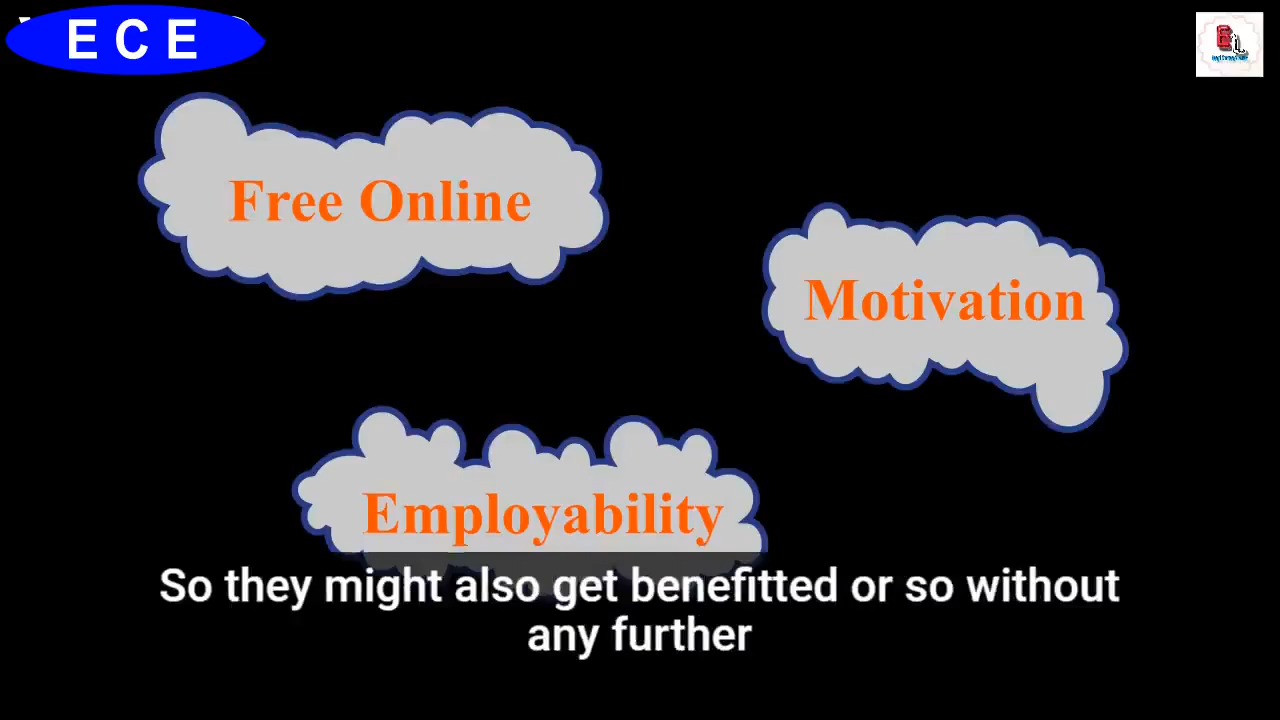 E C E
Free Online
Motivation
Employability
So they might also get benefitted or so without
any further